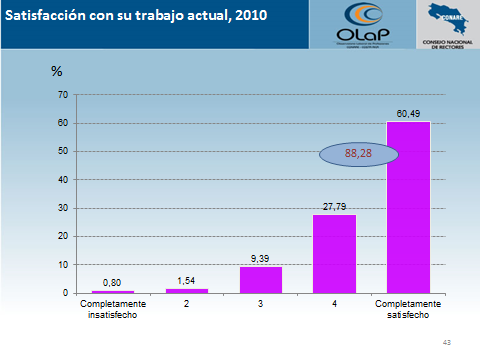 Satisfacción con su trabajo actual, 2010
OLaP
CONARE
CONSEJO NACIONAL
DE RECTORES
%
70
60
50
40
30
20
10
0
0,80
1,54
9,39
27,79
60,49
88,28
Completamente
insatisfecho
2
3
4
Completamente
satisfecho
43